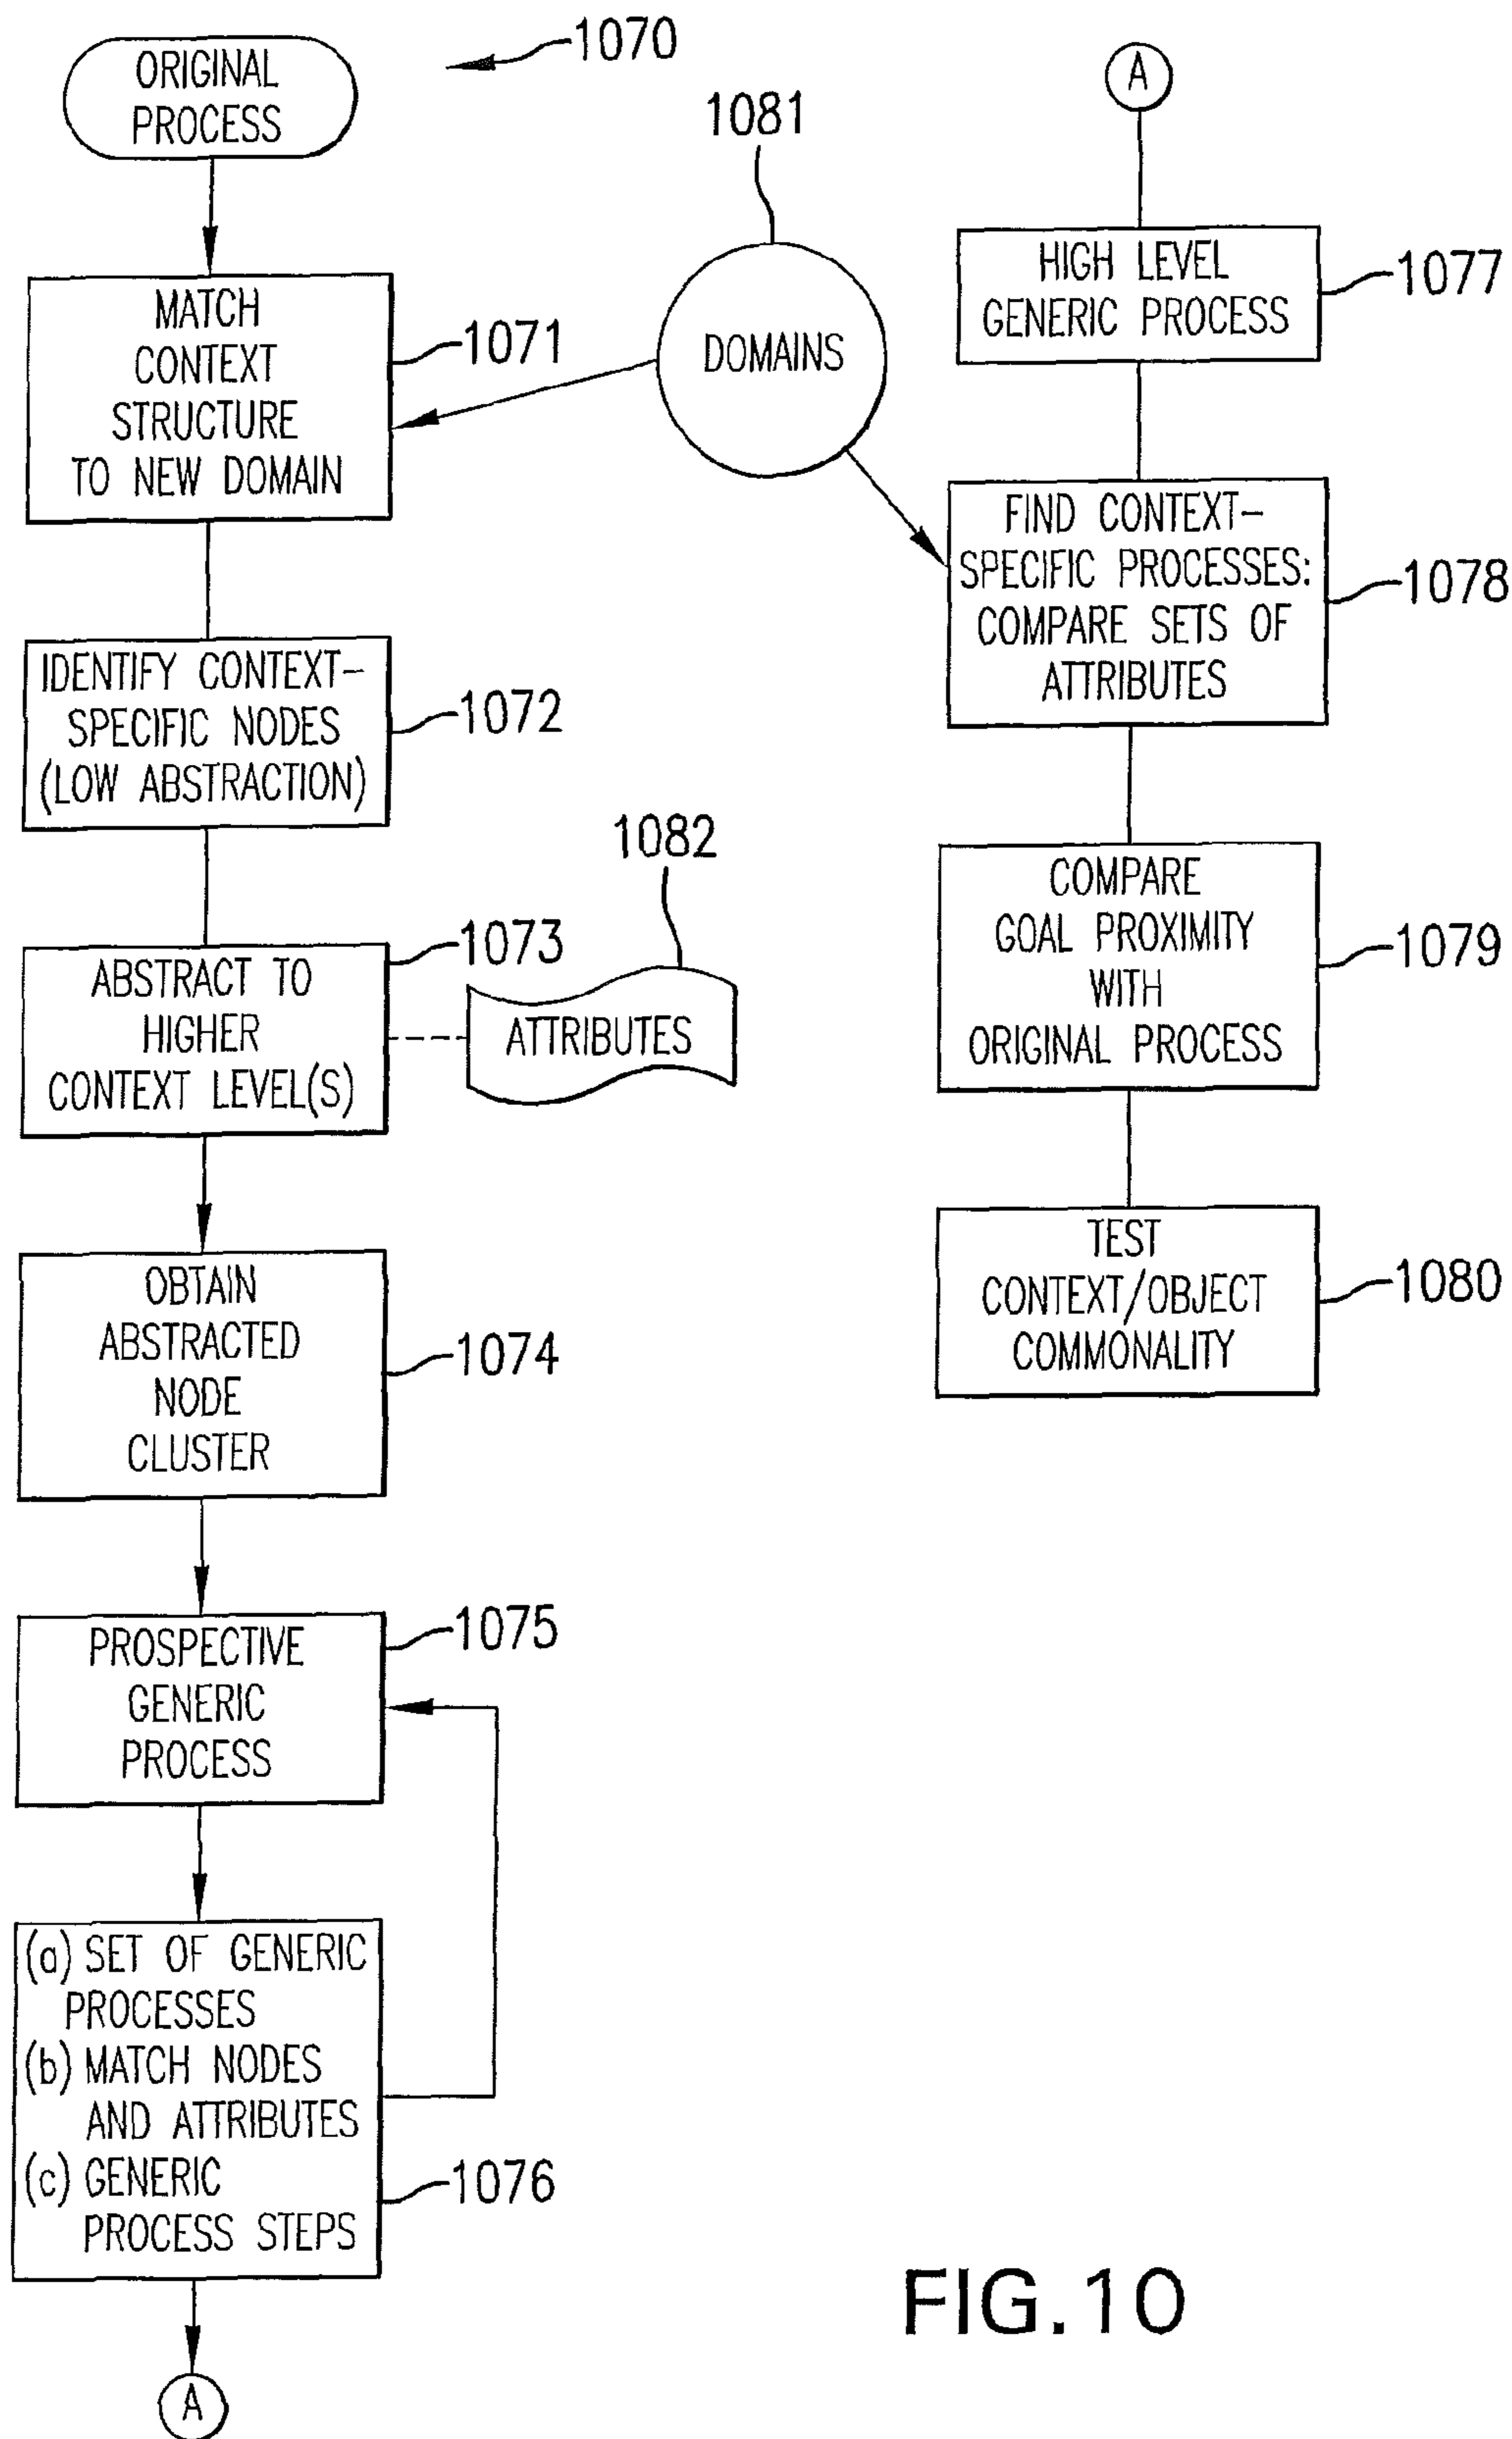 1070
ORIGINAL
PROCESS
MATCH
CONTEXT
STRUCTURE
TO NEW DOMAIN
1071
IDENTIFY CONTEXT-
SPECIFIC NODES
(LOW ABSTRACTION)
1072
ABSTRACT TO
HIGHER
CONTEXT LEVEL(S)
1073
1082
ATTRIBUTES
OBTAIN
ABSTRACTED
NODE
CLUSTER
1074
PROSPECTIVE
GENERIC
PROCESS
1075
(a) SET OF GENERIC
PROCESSES
(b) MATCH NODES
AND ATTRIBUTES
(c) GENERIC
PROCESS STEPS
1076
A
1081
DOMAINS
A
HIGH LEVEL
GENERIC PROCESS
1077
FIND CONTEXT-
SPECIFIC PROCESSES:
COMPARE SETS OF
ATTRIBUTES
1078
COMPARE
GOAL PROXIMITY
WITH
ORIGINAL PROCESS
1079
TEST
CONTEXT/OBJECT
COMMONALITY
1080
FIG.10